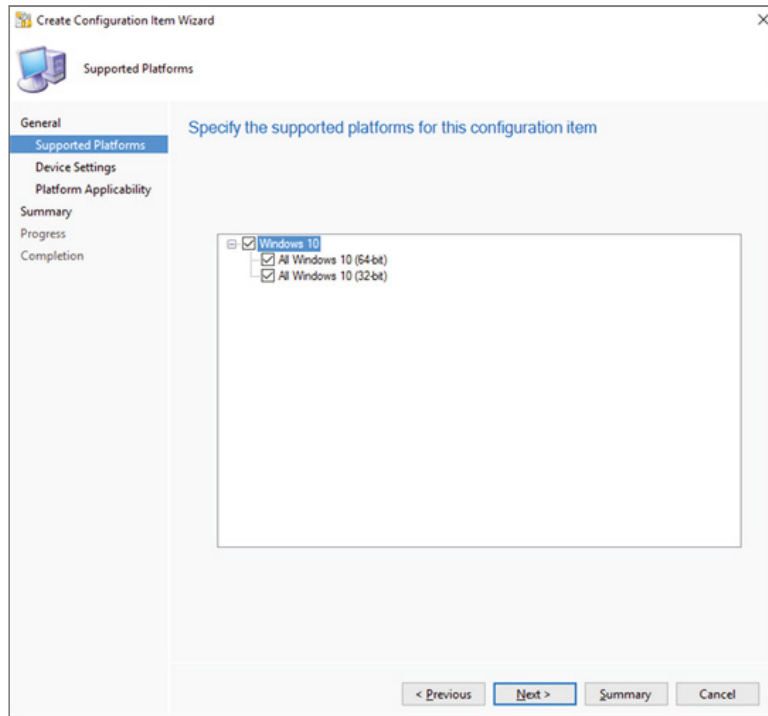 Create Configuration Item Wizard
Supported Platforms
General
Supported Platforms
Device Settings
Platform Applicability
Summary
Progress
Completion
Specify the supported platforms for this configuration item
Windows 10
All Windows 10 (64-bit)
All Windows 10 (32-bit)
< Previous
Next >
Summary
Cancel